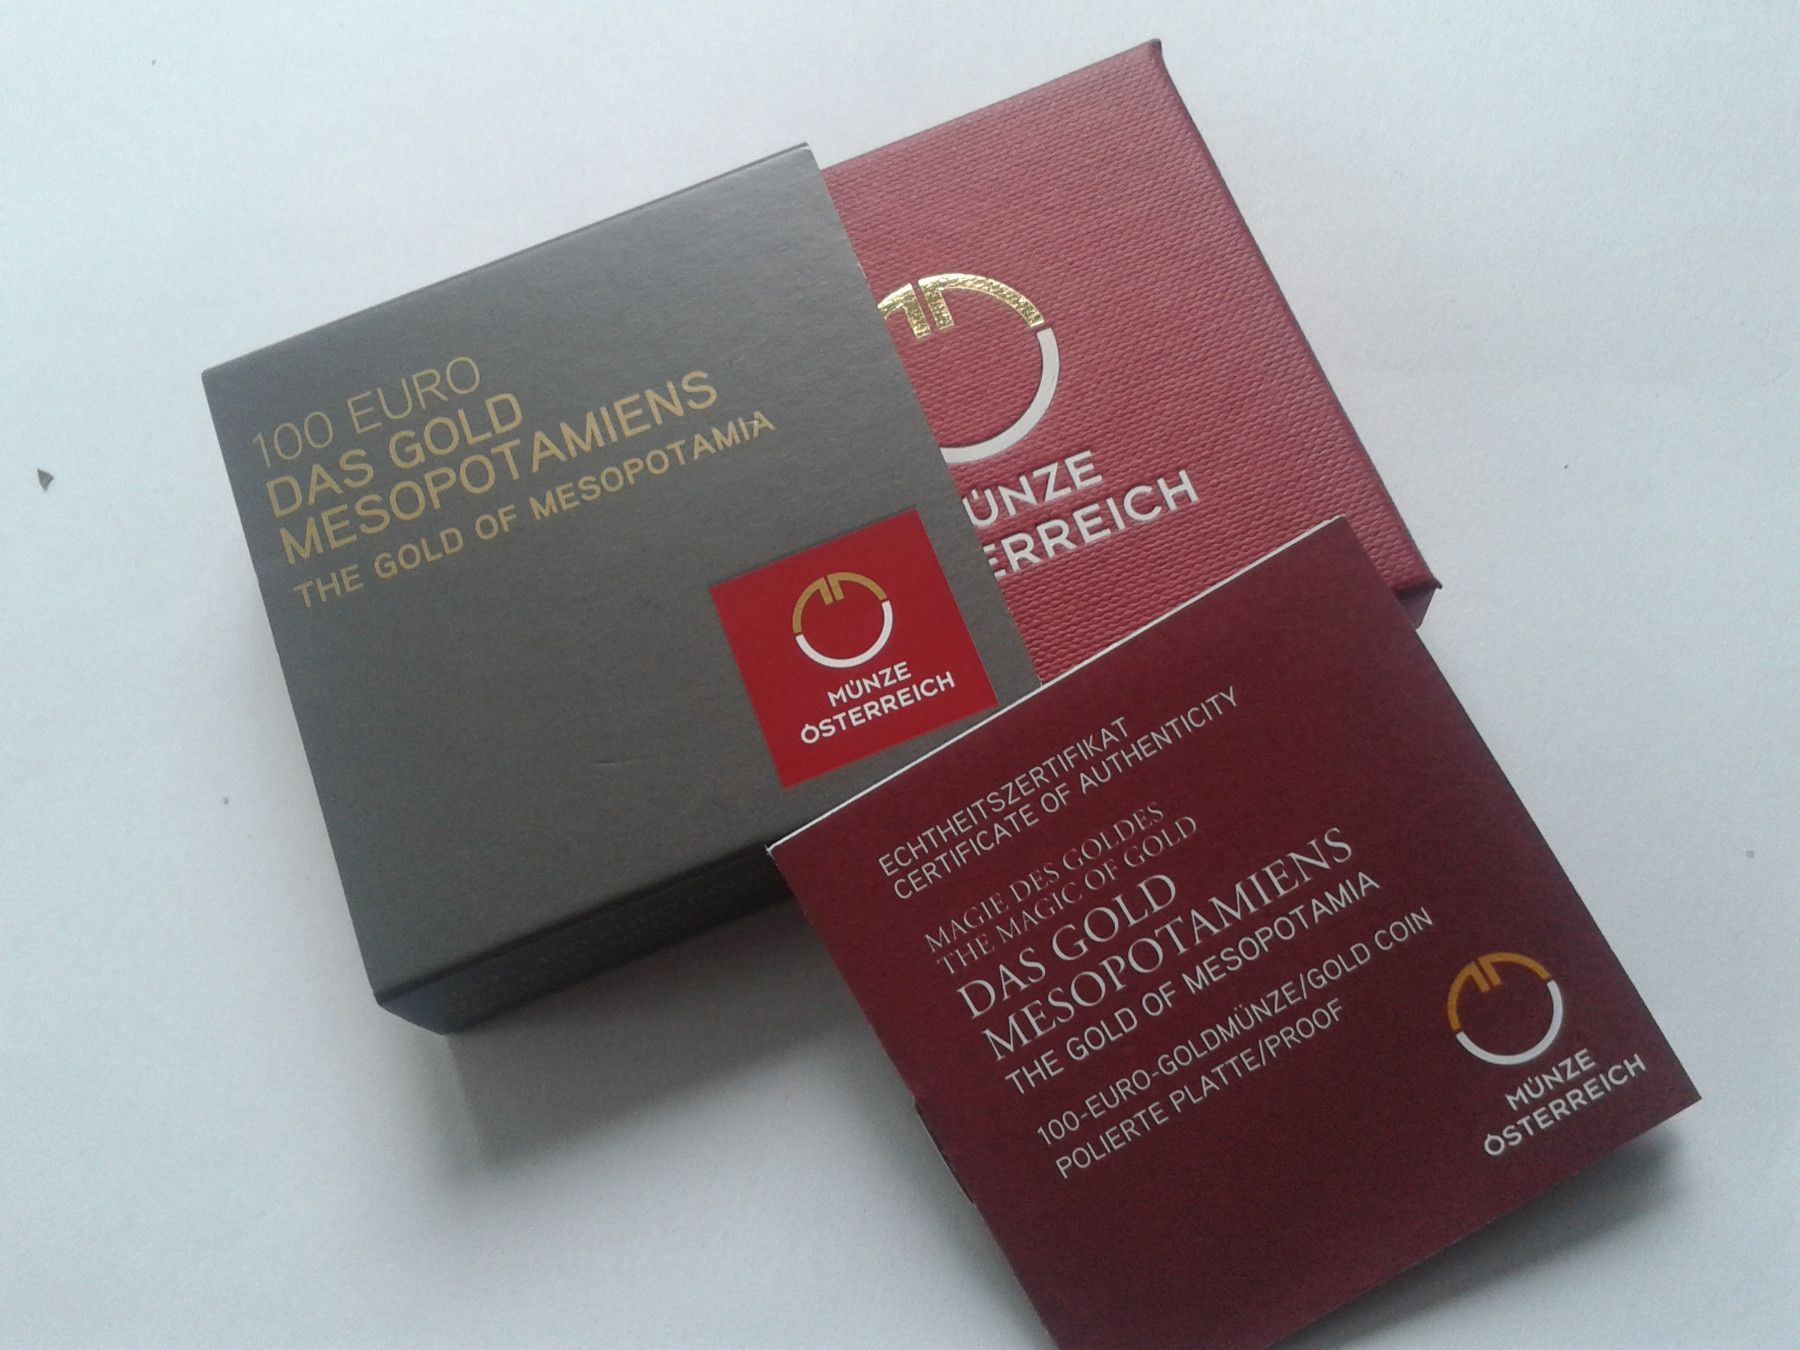 100 EURO
DAS GOLD
MESOPOTAMIENS
THE GOLD OF MESOPOTAMIA
MÜNZE
ÖSTERREICH
ÜNZE
ERREICH
ECHTHEITSZERTIFIKAT
CERTIFICATE OF AUTHENTICITY
MAGIE DES GOLDES
THE MAGIC OF GOLD
DAS GOLD
MESOPOTAMIENS
THE GOLD OF MESOPOTAMIA
100-EURO-GOLDMÜNZE/GOLD COIN
POLIERTE PLATTE/PROOF
MÜNZE
ÖSTERREICH